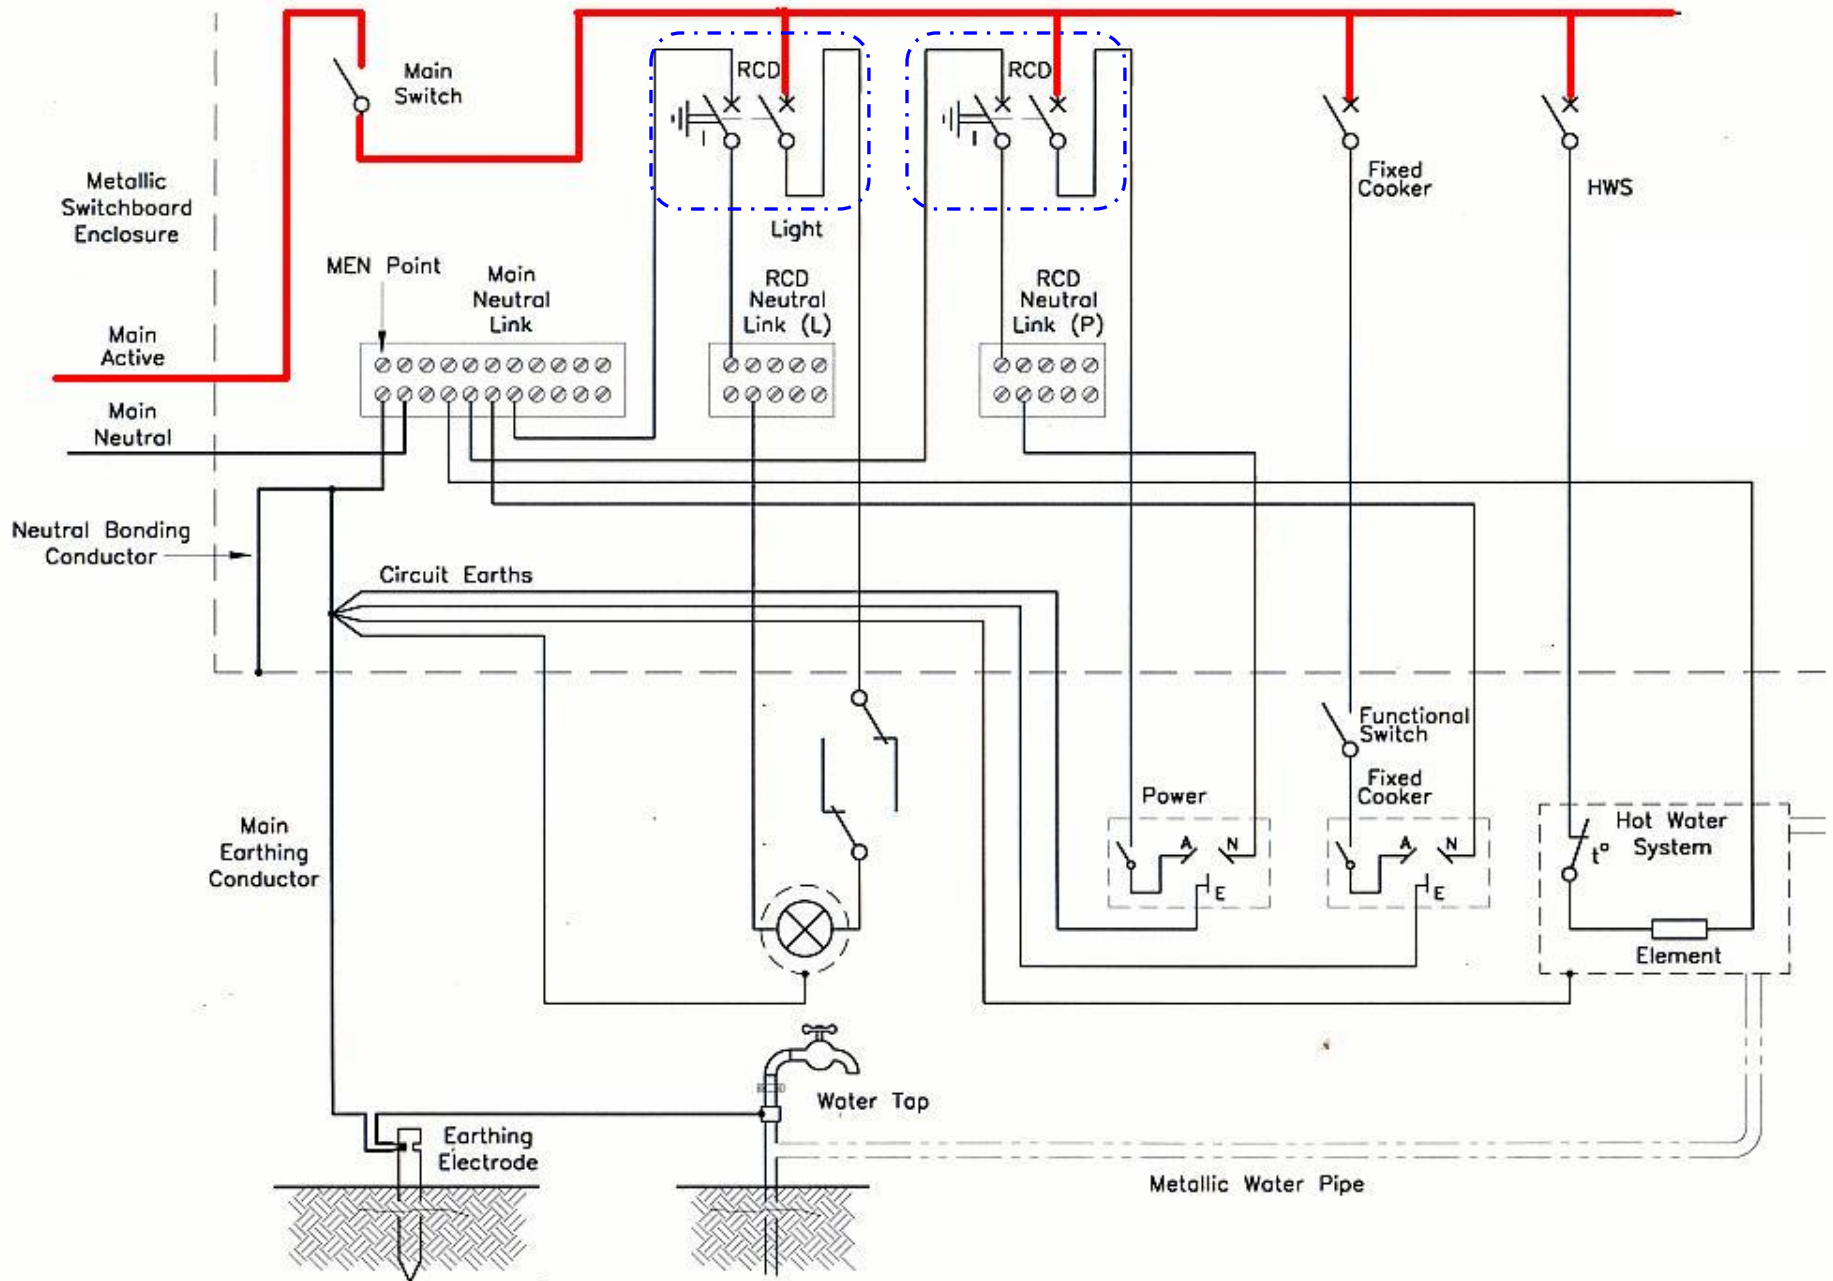 Main
Switch
RCD
RCD
Metallic
Switchboard
Enclosure
Fixed
Cooker
HWS
Light
MEN Point
Main
Neutral
Link
RCD
Neutral
Link (L)
RCD
Neutral
Link (P)
Main
Active
Main
Neutral
Neutral Bonding
Conductor
Circuit Earths
Functional
Switch
Fixed
Cooker
Power
A
N
E
A
N
E
Hot Water
System
t°
Element
Main
Earthing
Conductor
Water Tap
Earthing
Electrode
Metallic Water Pipe